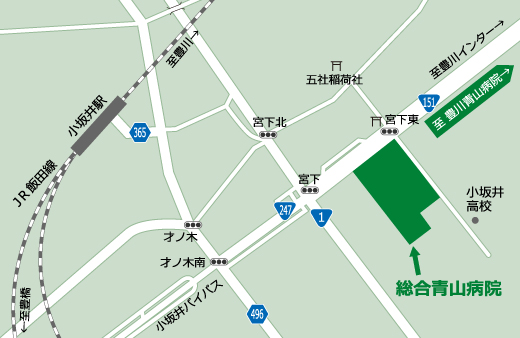 至豊川→
至豊川インター→
五社稲荷社
151
至 豊川青山病院→
小坂井駅
365
宮下北
宮下東
JR飯田線
宮下
小坂井
高校
247
1
才ノ木
才ノ木南
総合青山病院
←至豊橋
小坂井バイパス
496